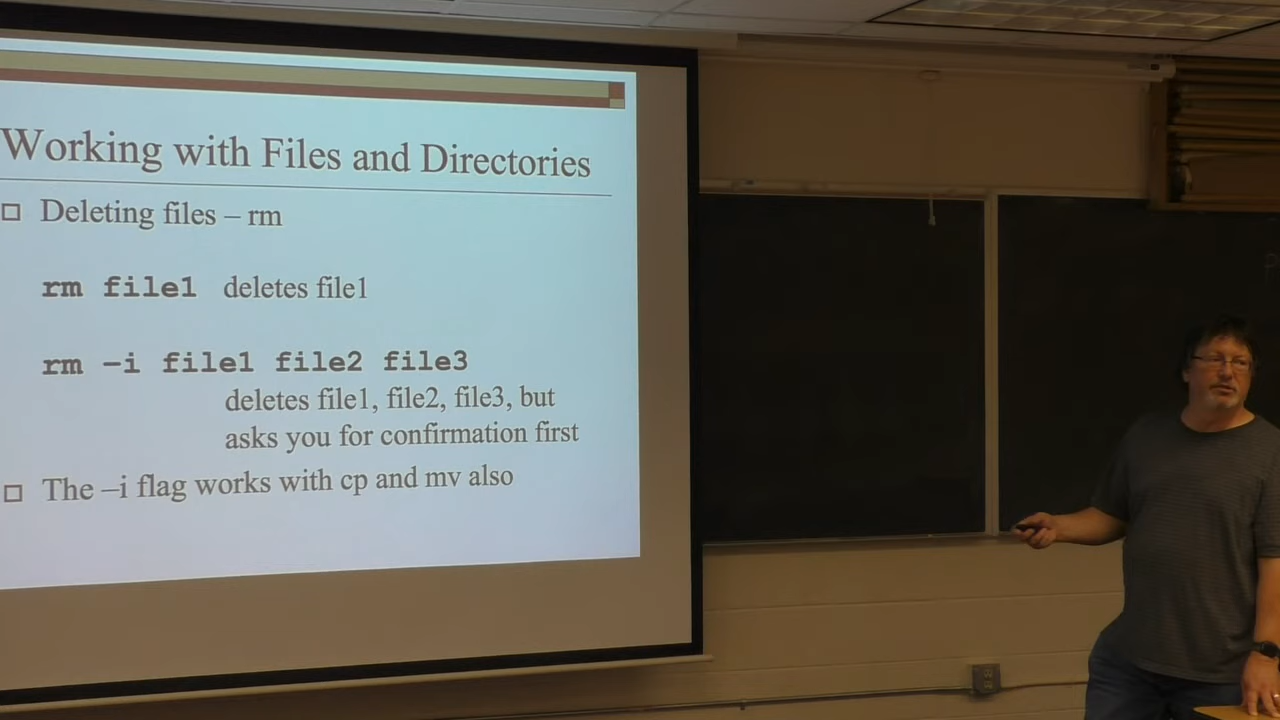 Working with Files and Directories
Deleting files – rm
rm file1 deletes file1
rm –i file1 file2 file3
deletes file1, file2, file3, but
asks you for confirmation first
The –i flag works with cp and mv also